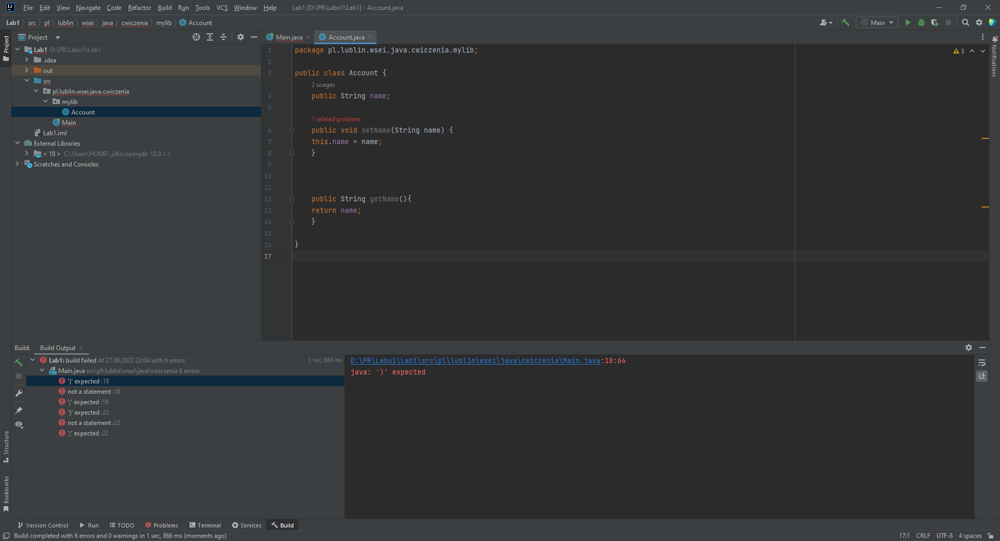 File Edit View Navigate Code Refactor Build Run Tools VCS Window Help Lab1 [D:\PR\Labo1\Lab1] - Account.java
Lab1 src pl lublin wsei java cwiczenia mylib Account
Main
Project
Main.java Account.java
Project
Notifications
Lab1 D:\PR\Labo1\Lab1
.idea
out
src
pl.lublin.wsei.java.cwiczenia
mylib
Account
Main
Lab1.iml
External Libraries
< 18 > C:\Users\HOME\.jdks\openjdk-18.0.1.1
Scratches and Consoles
3
1 package pl.lublin.wsei.java.cwiczenia.mylib;
2
3 public class Account {
2 usages
4 public String name;
5
1 related problem
6 public void setName(String name) {
7 this.name = name;
8 }
9
10
11
12 public String getName(){
13 return name;
14 }
15
16 }
17
Build: Build Output
Lab1: build failed At 27.06.2022 22:04 with 6 errors 1 sec, 866 ms
Main.java src\pl\lublin\wsei\java\cwiczenia 6 errors
')' expected :18
not a statement :18
';' expected :18
')' expected :22
not a statement :22
';' expected :22
D:\PR\Labo1\Lab1\src\pl\lublin\wsei\java\cwiczenia\Main.java:18:64
java: ')' expected
Structure
Bookmarks
Version Control Run TODO Problems Terminal Services Build
Build completed with 6 errors and 0 warnings in 1 sec, 866 ms (moments ago) 17:1 CRLF UTF-8 4 spaces